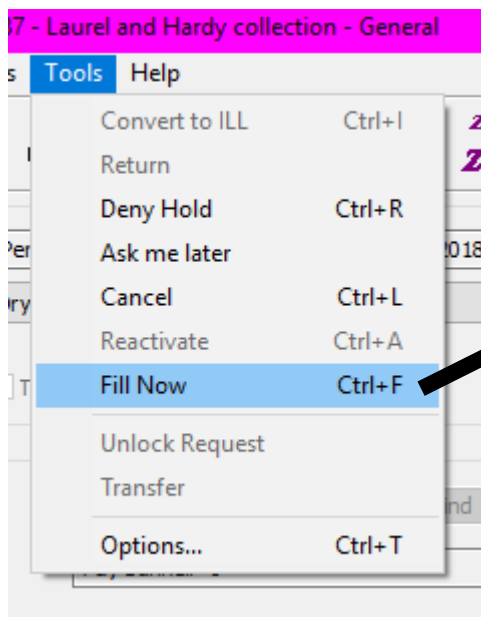 37 - Laurel and Hardy collection - General
s Tools Help
Convert to ILL Ctrl+I
Return
Deny Hold Ctrl+R
Ask me later
Cancel Ctrl+L
Reactivate Ctrl+A
Fill Now Ctrl+F
Unlock Request
Transfer
Options... Ctrl+T